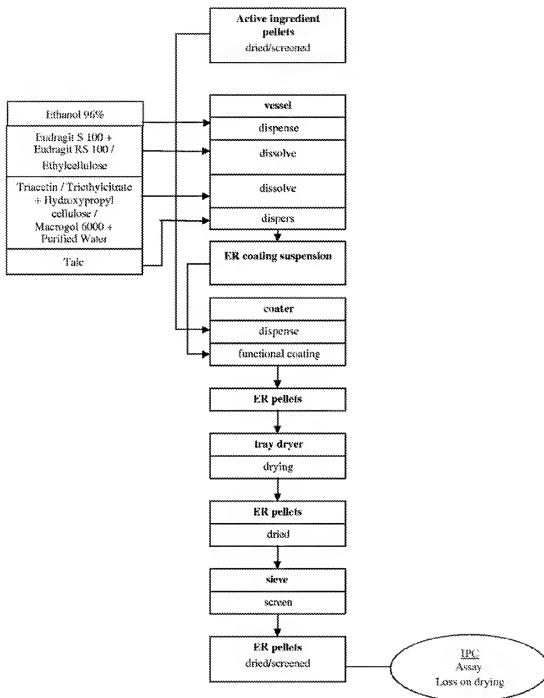 Active ingredient
pellets
dried/screened
Ethanol 96%
Eudragit S 100 +
Eudragit RS 100 /
Ethylcellulose
Triacetin / Triethylcitrate
+ Hydroxypropyl
cellulose /
Macrogol 6000 +
Purified Water
Talc
vessel
dispense
dissolve
dissolve
dispers
ER coating suspension
coater
dispense
functional coating
ER pellets
tray dryer
drying
ER pellets
dried
sieve
screen
ER pellets
dried/screened
IPC
Assay
Loss on drying